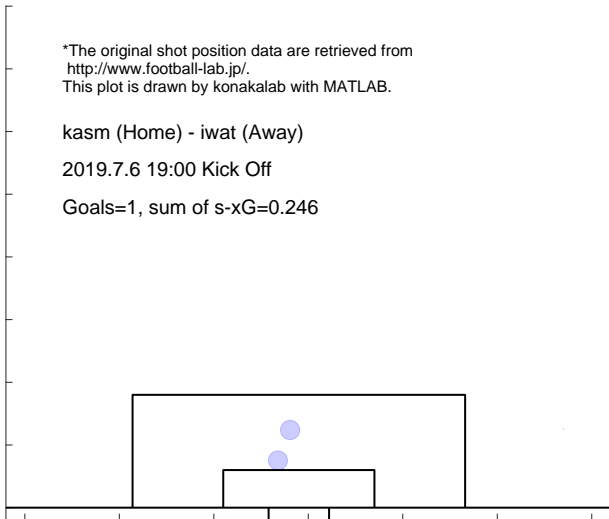 *The original shot position data are retrieved from
http://www.football-lab.jp/.
This plot is drawn by konakalab with MATLAB.
kasm (Home) - iwat (Away)
2019.7.6 19:00 Kick Off
Goals=1, sum of s-xG=0.246